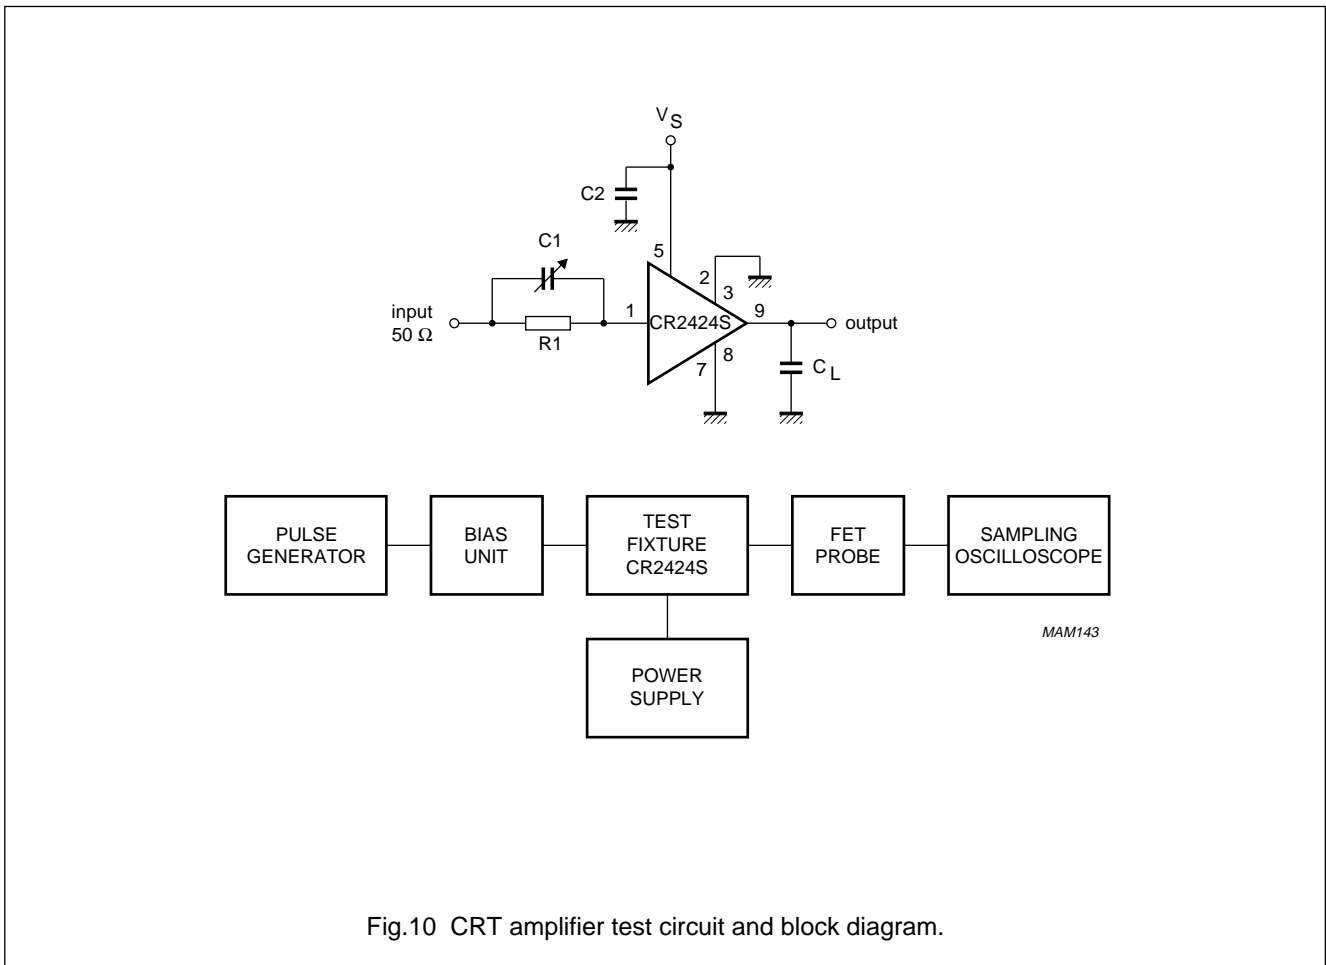 V S
C2
C1
5
2
3
input
50 Ω
1
CR2424S
9
output
R1
7
8
C L
PULSE
GENERATOR
BIAS
UNIT
TEST
FIXTURE
CR2424S
FET
PROBE
SAMPLING
OSCILLOSCOPE
MAM143
POWER
SUPPLY
Fig.10 CRT amplifier test circuit and block diagram.